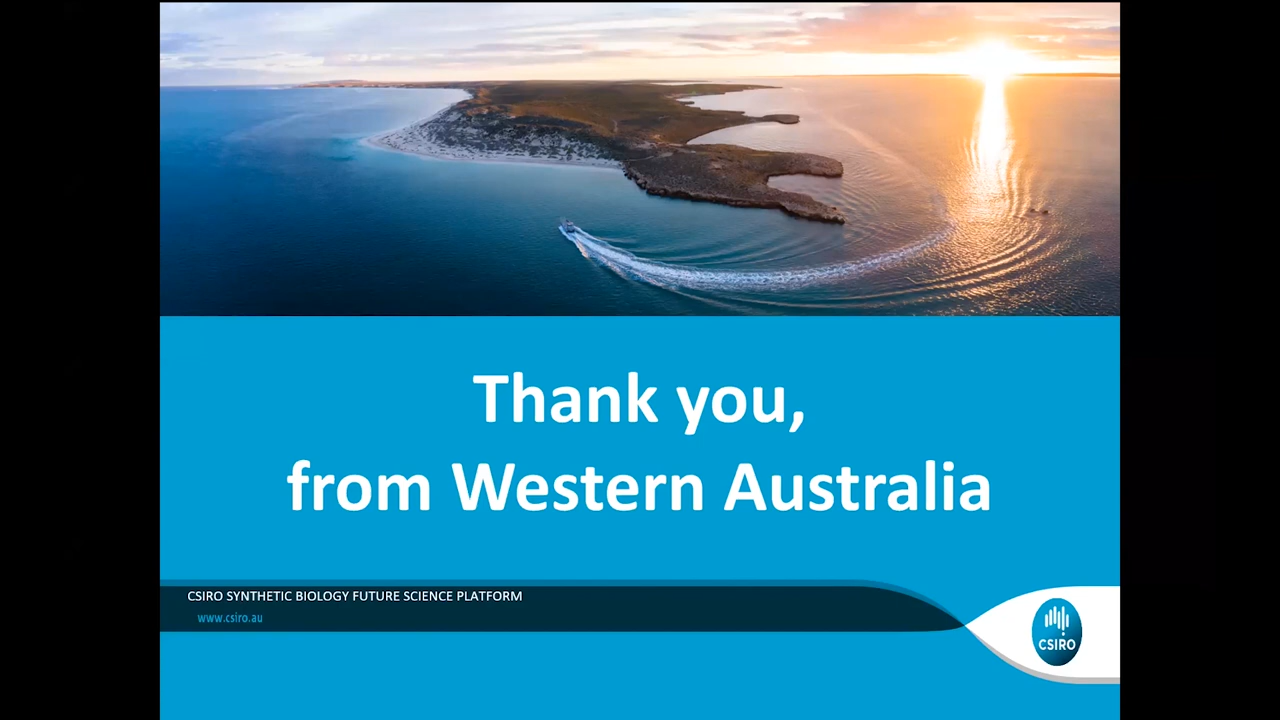 Thank you,
from Western Australia
CSIRO SYNTHETIC BIOLOGY FUTURE SCIENCE PLATFORM
www.csiro.au
CSIRO